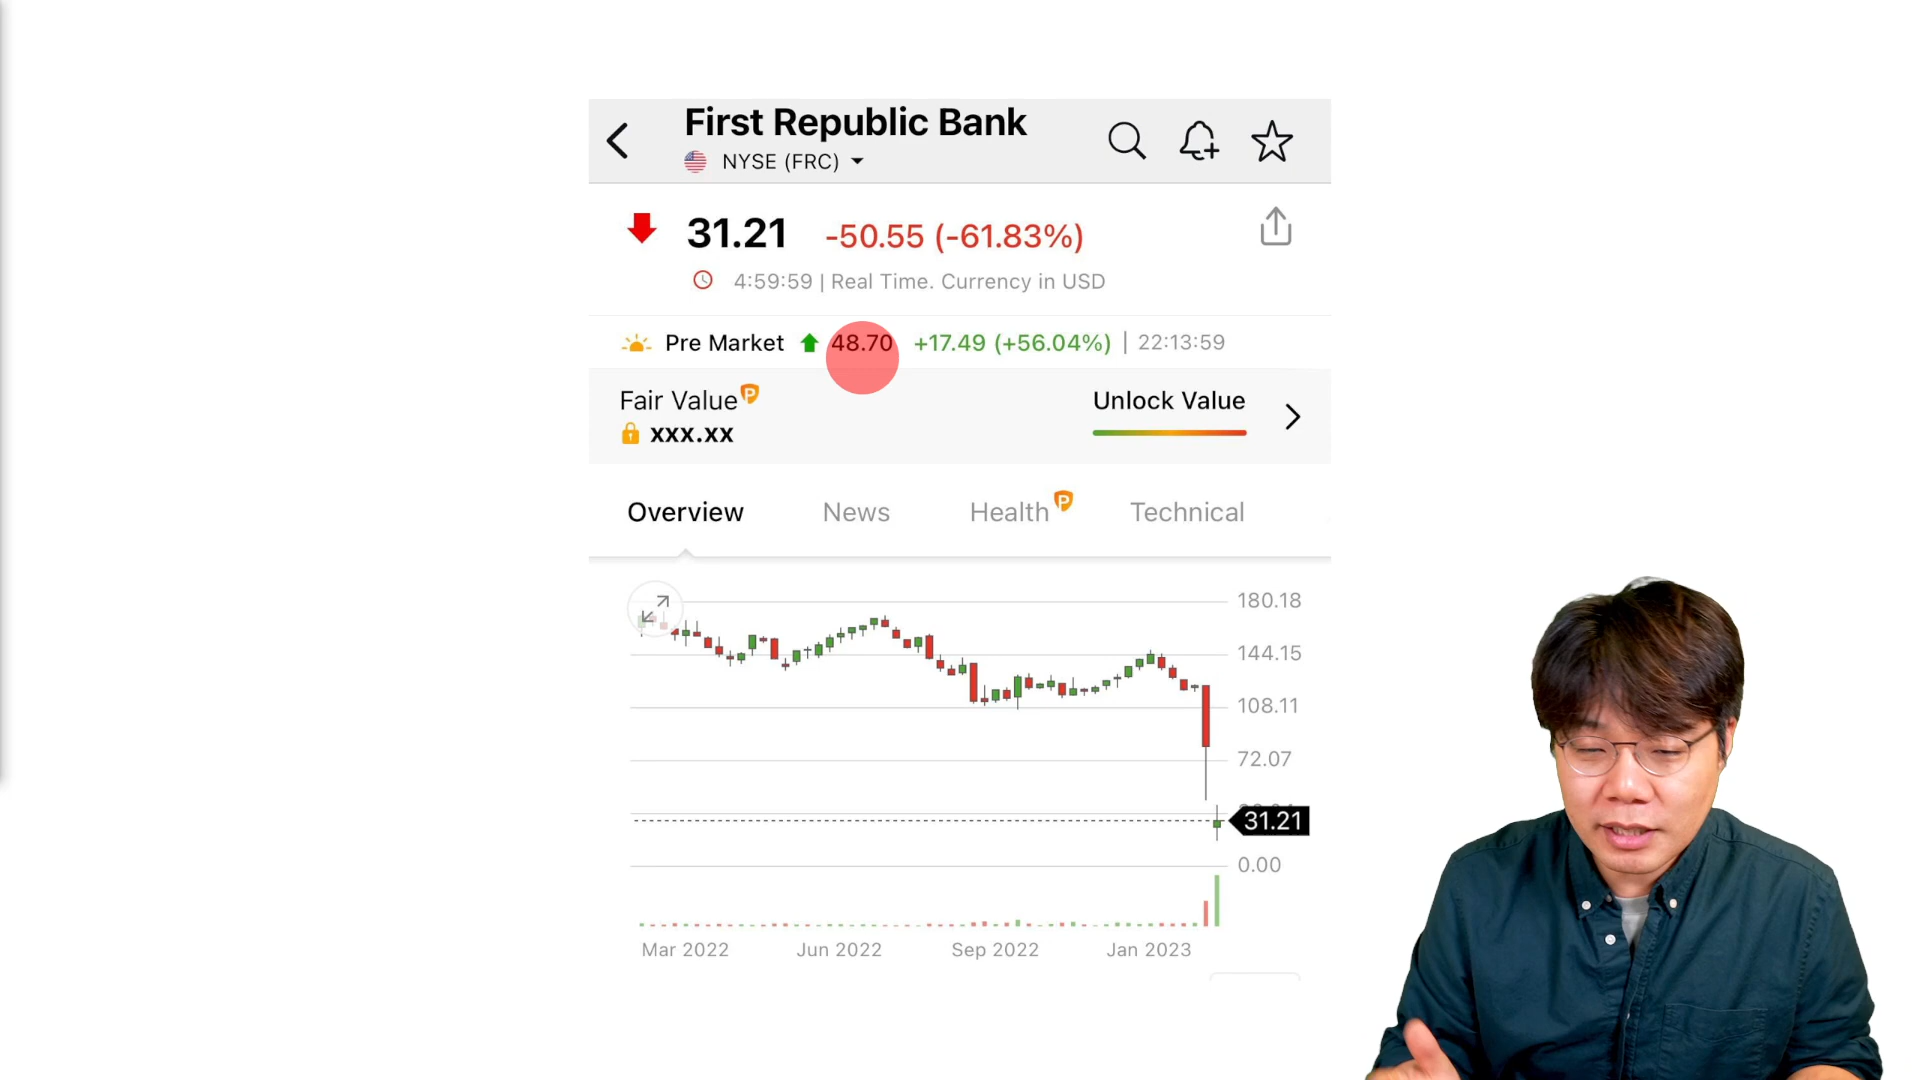 First Republic Bank
NYSE (FRC)
31.21 -50.55 (-61.83%)
4:59:59 | Real Time. Currency in USD
Pre Market 48.70 +17.49 (+56.04%) | 22:13:59
Fair Value P Unlock Value
xxx.xx
Overview News Health P Technical
180.18
144.15
108.11
72.07
31.21
0.00
Mar 2022 Jun 2022 Sep 2022 Jan 2023